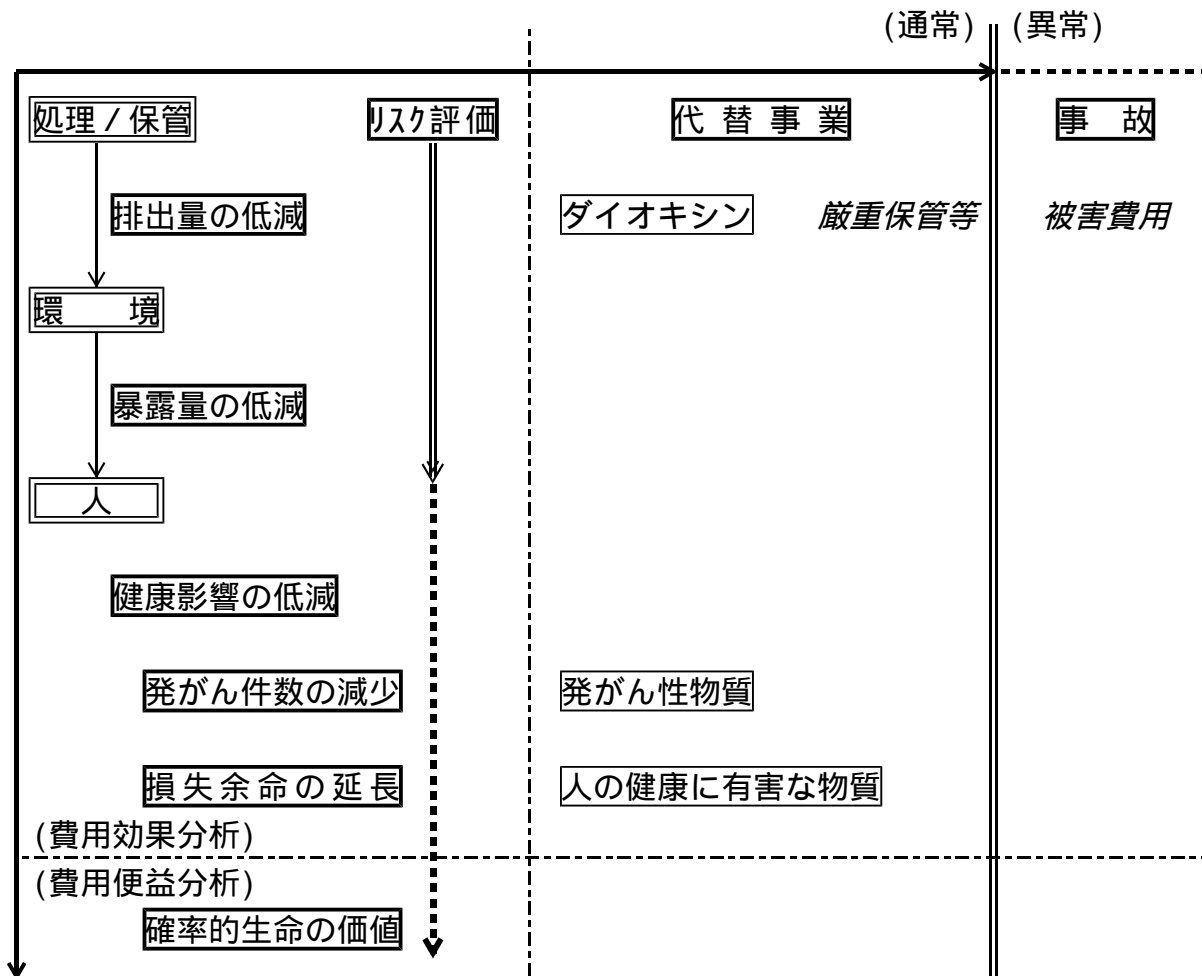 (通常) (異常)
処理/保管 ﾘｽｸ評価 代替事業 事故
排出量の低減 ダイオキシン 厳重保管等 被害費用
環境
暴露量の低減
人
健康影響の低減
発がん件数の減少 発がん性物質
損失余命の延長 人の健康に有害な物質
(費用効果分析)
(費用便益分析)
確率的生命の価値